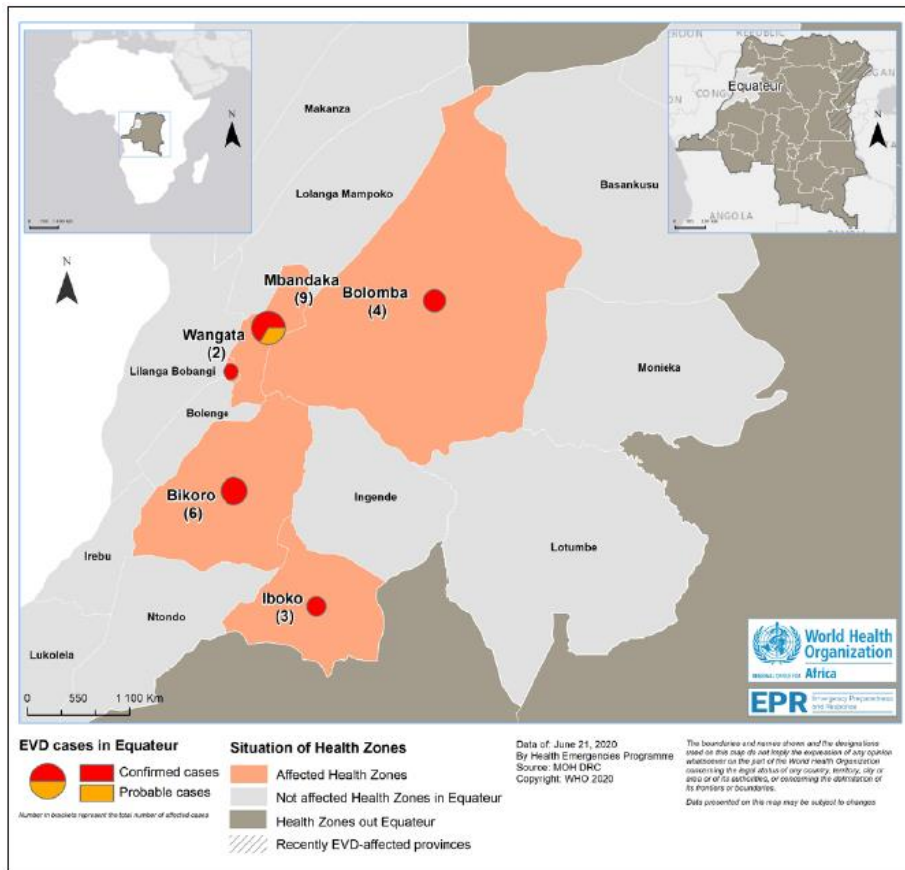 N
Equateur
ANGOLA
N
N
Makanza
Lolanga Mampoko
Basankusu
Mbandaka
(9)
Bolomba
(4)
Wangata
(2)
Lilanga Bobangi
Monieka
Bolenge
Bikoro
(6)
Ingende
Irebu
Lotumbe
Iboko
(3)
Ntondo
Lukolela
0 550 1 100 Km
World Health
Organization
Africa
EPR Emergency Preparedness
and Response
EVD cases in Equateur
Confirmed cases
Probable cases
Number in brackets represent the total number of affected cases
Situation of Health Zones
Affected Health Zones
Not affected Health Zones in Equateur
Health Zones out Equateur
Recently EVD-affected provinces
Data of: June 21, 2020
By Health Emergencies Programme
Source: MOH DRC
Copyright: WHO 2020
The boundaries and names shown and the designations
used on this map do not imply the expression of any opinion
whatsoever on the part of the World Health Organization
concerning the legal status of any country, territory, city or
area or of its authorities, or concerning the delimitation of
its frontiers or boundaries.
Data presented on this map may be subject to changes